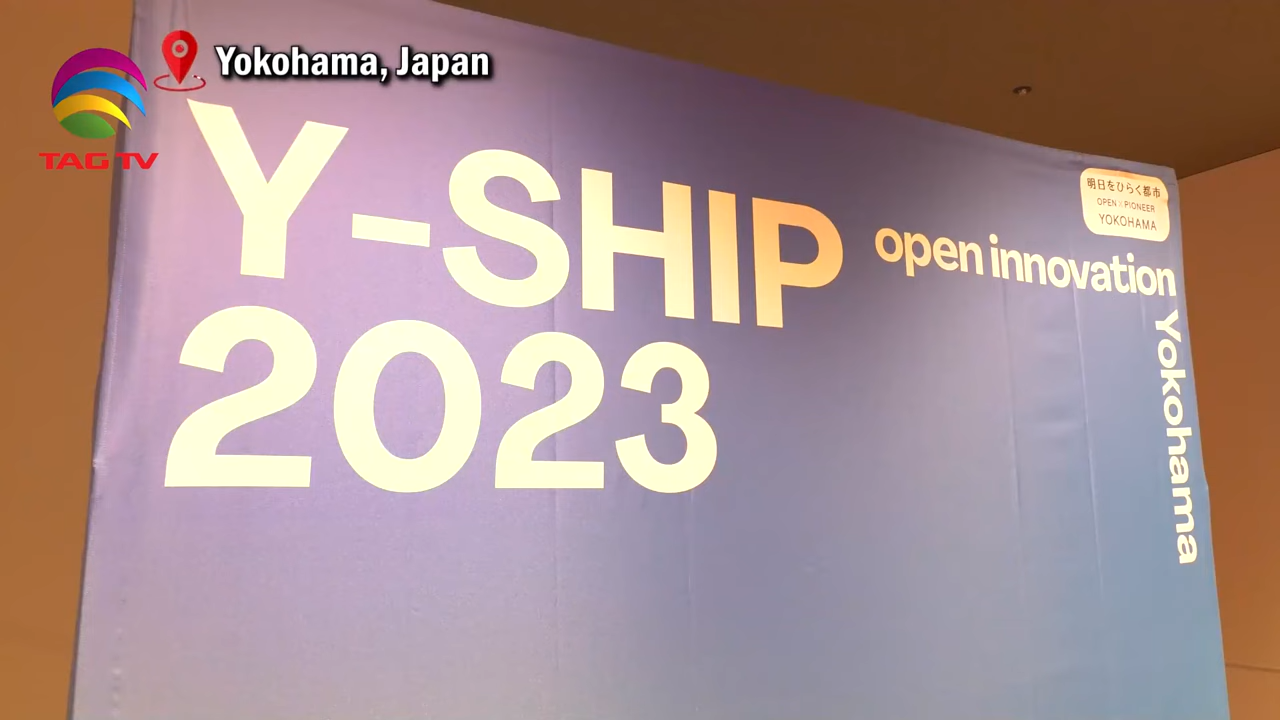 Yokohama, Japan
TAG TV
Y-SHIP
2023
open innovation
Yokohama
明日をひらく都市
OPEN×PIONEER
YOKOHAMA